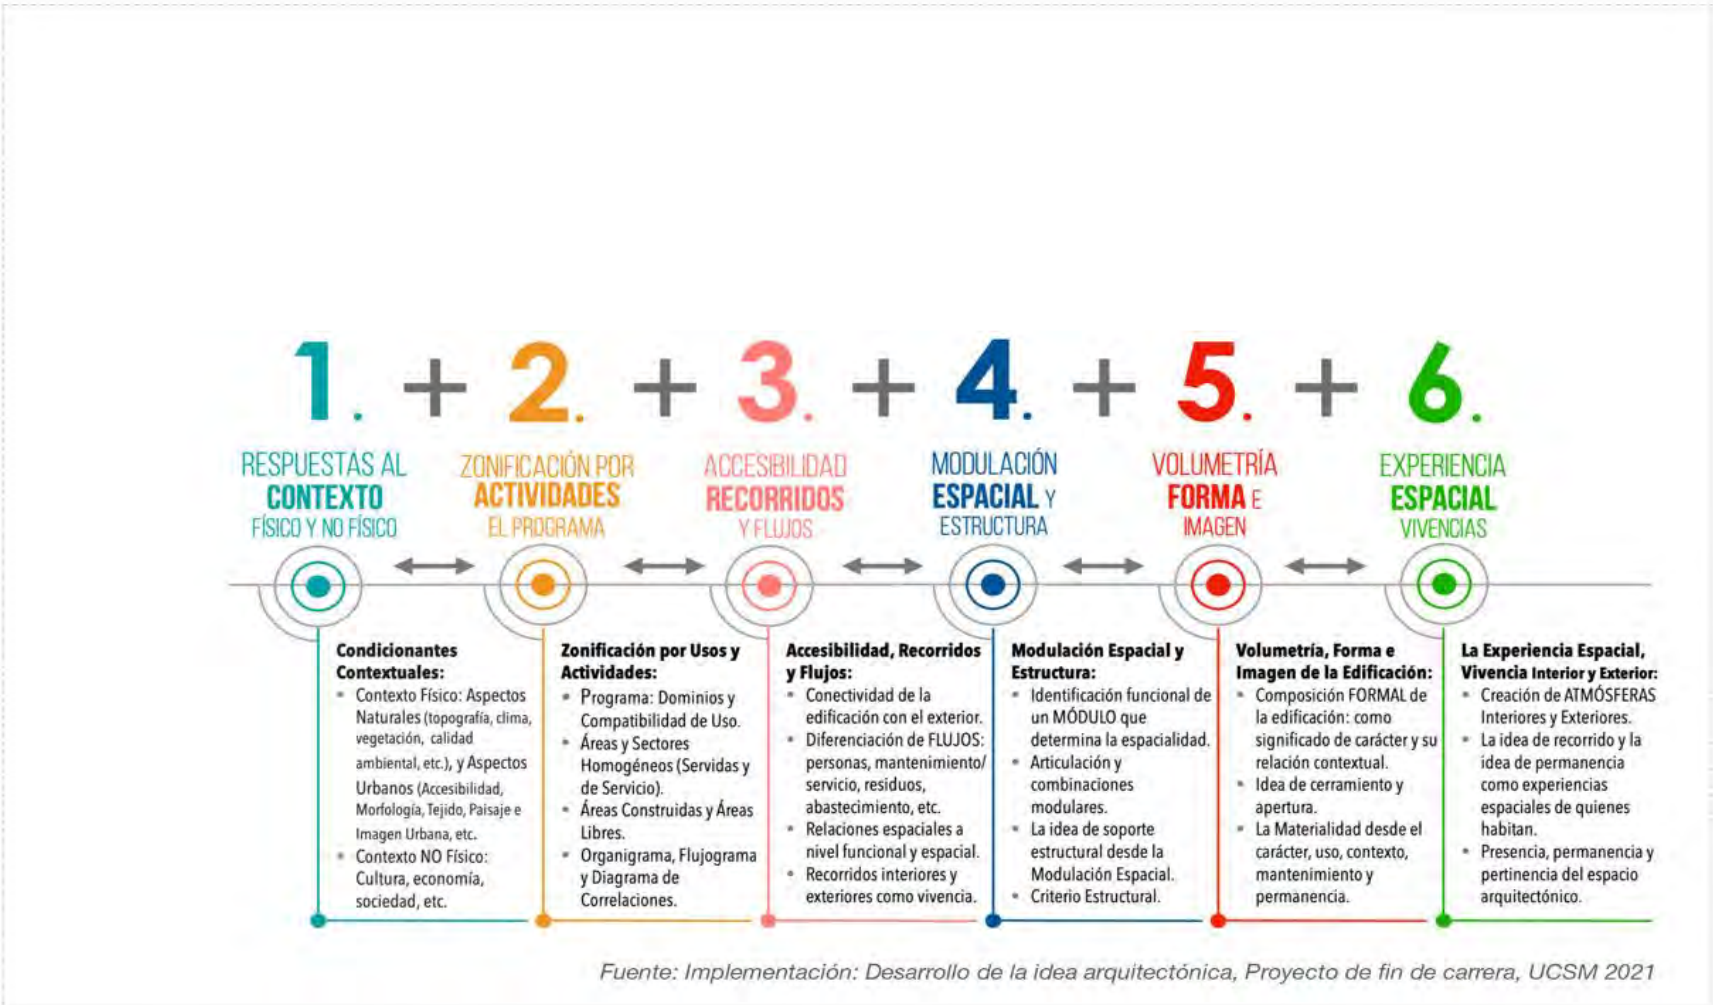 1. + 2. + 3. + 4. + 5. + 6.
RESPUESTAS AL
CONTEXTO
FÍSICO Y NO FÍSICO
ZONIFICACIÓN POR
ACTIVIDADES
EL PROGRAMA
ACCESIBILIDAD
RECORRIDOS
Y FLUJOS
MODULACIÓN
ESPACIAL Y
ESTRUCTURA
VOLUMETRÍA
FORMA E
IMAGEN
EXPERIENCIA
ESPACIAL
VIVENCIAS
Condicionantes
Contextuales:
• Contexto Físico: Aspectos
Naturales (topografía, clima,
vegetación, calidad
ambiental, etc.), y Aspectos
Urbanos (Accesibilidad,
Morfología, Tejido, Paisaje e
Imagen Urbana, etc.
• Contexto NO Físico:
Cultura, economía,
sociedad, etc.
Zonificación por Usos y
Actividades:
• Programa: Dominios y
Compatibilidad de Uso.
• Áreas y Sectores
Homogéneos (Servidas y
de Servicio).
• Áreas Construidas y Áreas
Libres.
• Organigrama, Flujograma
y Diagrama de
Correlaciones.
Accesibilidad, Recorridos
y Flujos:
• Conectividad de la
edificación con el exterior.
• Diferenciación de FLUJOS:
personas, mantenimiento/
servicio, residuos,
abastecimiento, etc.
• Relaciones espaciales a
nivel funcional y espacial.
• Recorridos interiores y
exteriores como vivencia.
Modulación Espacial y
Estructura:
• Identificación funcional de
un MÓDULO que
determina la espacialidad.
• Articulación y
combinaciones
modulares.
• La idea de soporte
estructural desde la
Modulación Espacial.
• Criterio Estructural.
Volumetría, Forma e
Imagen de la Edificación:
• Composición FORMAL de
la edificación: como
significado de carácter y su
relación contextual.
• Idea de cerramiento y
apertura.
• La Materialidad desde el
carácter, uso, contexto,
mantenimiento y
permanencia.
La Experiencia Espacial,
Vivencia Interior y Exterior:
• Creación de ATMÓSFERAS
Interiores y Exteriores.
• La idea de recorrido y la
idea de permanencia
como experiencias
espaciales de quienes
habitan.
• Presencia, permanencia y
pertinencia del espacio
arquitectónico.
Fuente: Implementación: Desarrollo de la idea arquitectónica, Proyecto de fin de carrera, UCSM 2021